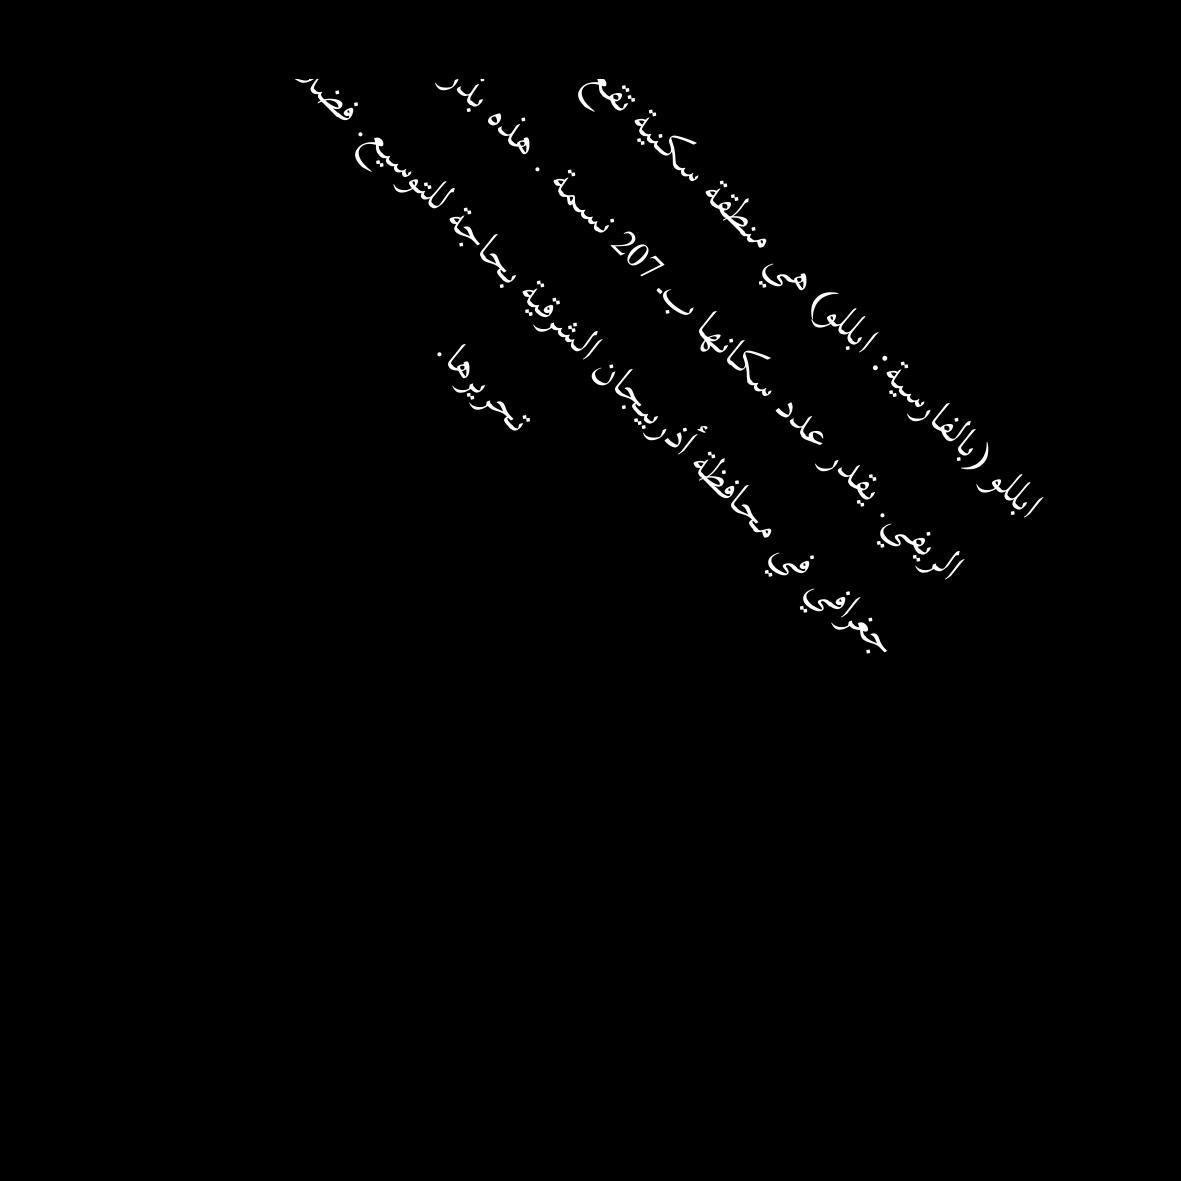 ابللو (بالفارسية: ابللو) هي منطقة سكنية تقع
الريفي. يقدر عدد سكانها ب 207 نسمة . هذه بذر
جغرافي في محافظة أذربيجان الشرقية بحاجة للتوسيع.
تحريرها.